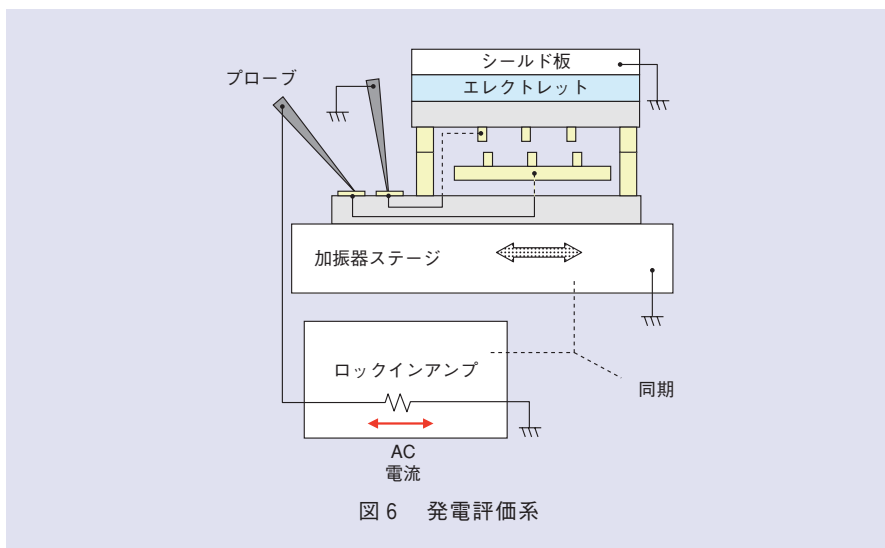 シールド板
エレクトレット
プローブ
加振器ステージ
ロックインアンプ
同期
AC
電流
図6 発電評価系